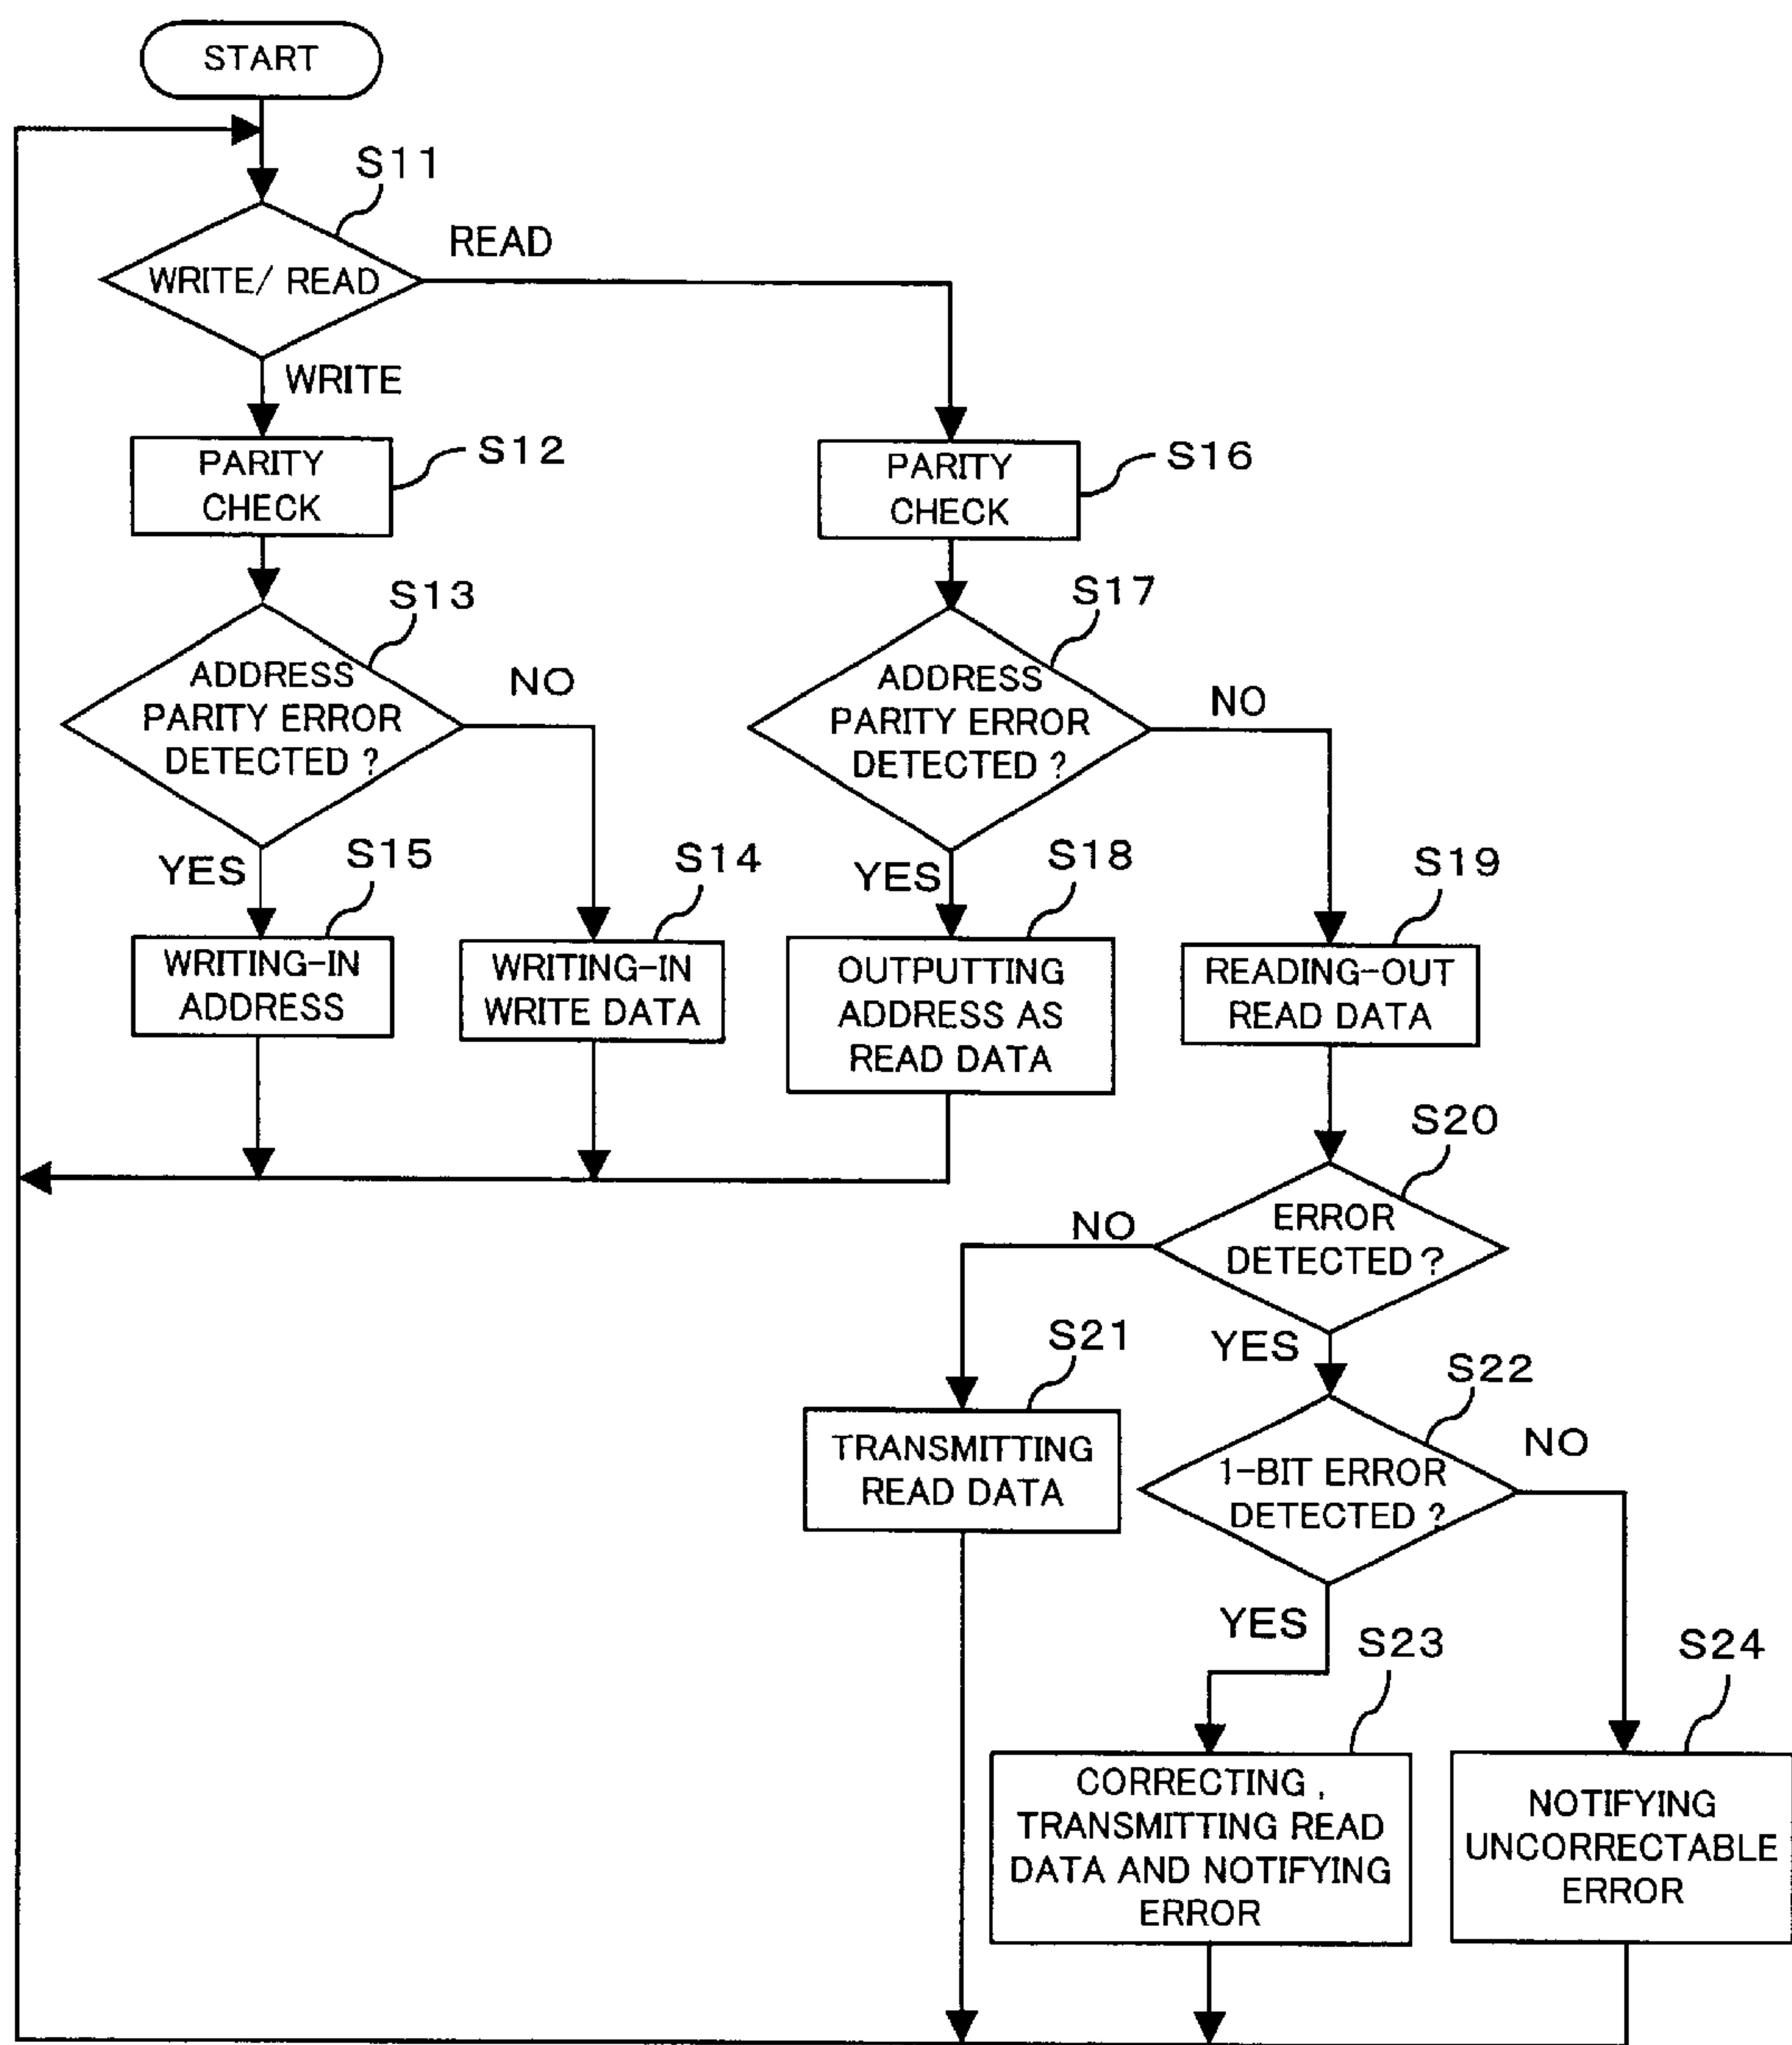 START
S11
WRITE/ READ
READ
WRITE
PARITY
CHECK
S12
PARITY
CHECK
S16
S13
ADDRESS
PARITY ERROR
DETECTED ?
NO
S17
ADDRESS
PARITY ERROR
DETECTED ?
NO
YES
S15
S14
YES
S18
S19
WRITING-IN
ADDRESS
WRITING-IN
WRITE DATA
OUTPUTTING
ADDRESS AS
READ DATA
READING-OUT
READ DATA
S20
NO
ERROR
DETECTED ?
YES
S21
S22
TRANSMITTING
READ DATA
1-BIT ERROR
DETECTED ?
NO
YES
S23
S24
CORRECTING ,
TRANSMITTING READ
DATA AND NOTIFYING
ERROR
NOTIFYING
UNCORRECTABLE
ERROR